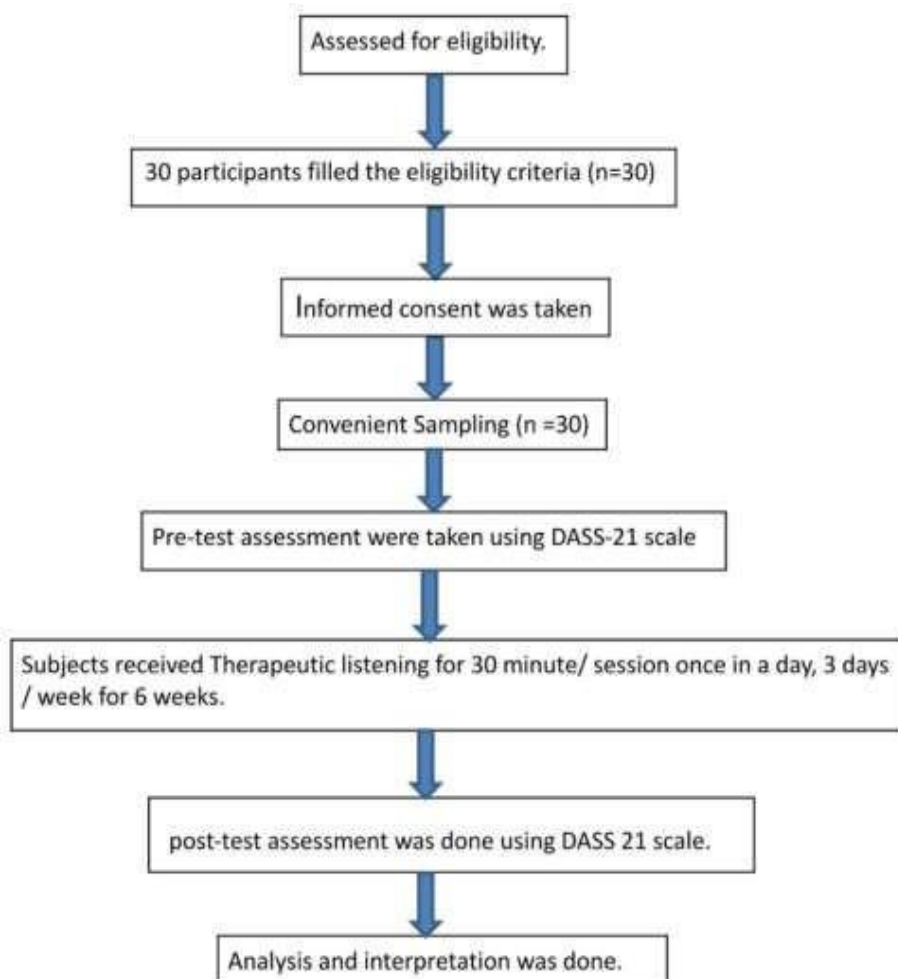 Assessed for eligibility.
30 participants filled the eligibility criteria (n=30)
Informed consent was taken
Convenient Sampling (n =30)
Pre-test assessment were taken using DASS-21 scale
Subjects received Therapeutic listening for 30 minute/ session once in a day, 3 days
/ week for 6 weeks.
post-test assessment was done using DASS 21 scale.
Analysis and interpretation was done.